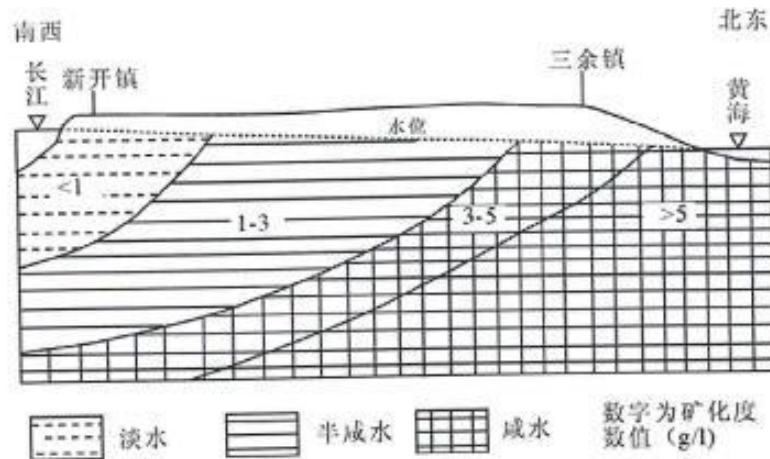 南西
北东
长江
新开镇
三余镇
黄海
水位
<1
1-3
3-5
>5
淡水
半咸水
咸水
数字为矿化度
数值（g/l)